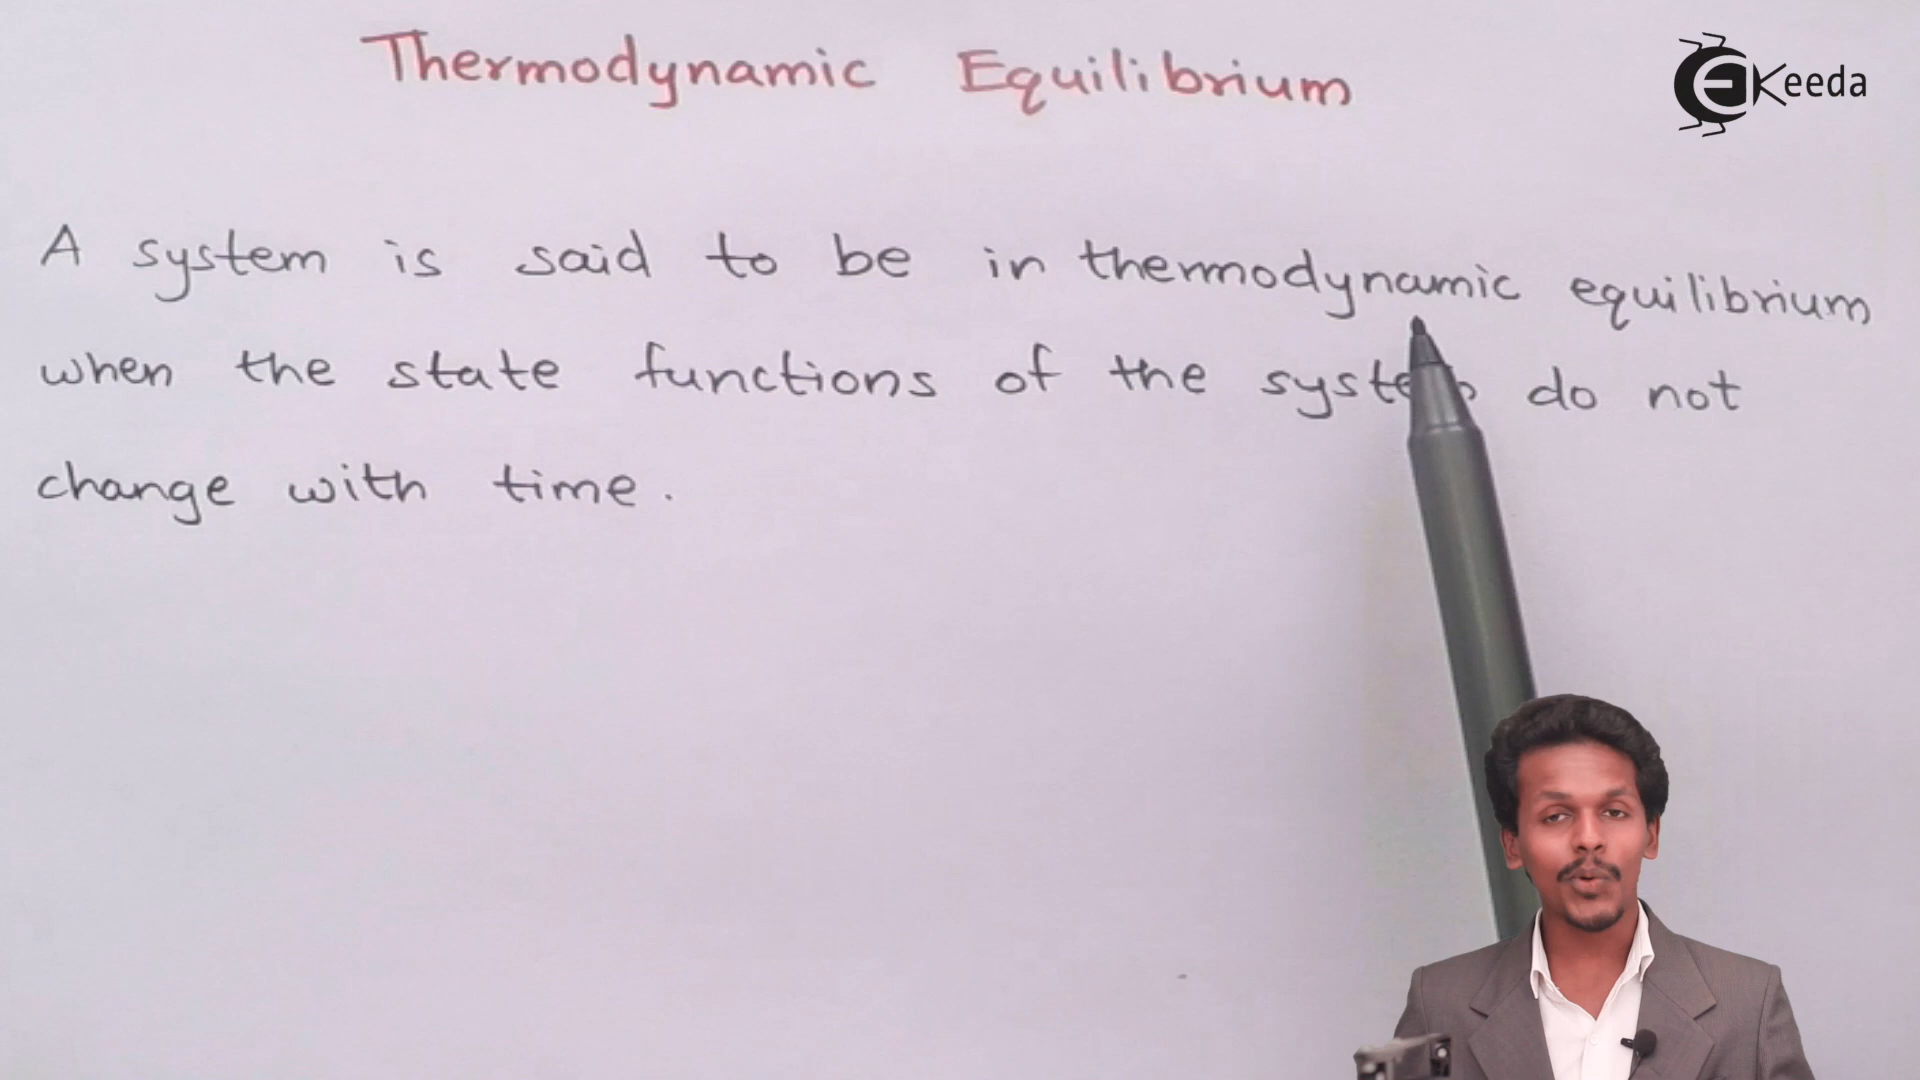 Thermodynamic Equilibrium
EKeeda
A system is said to be in thermodynamic equilibrium
when the state functions of the system do not
change with time.